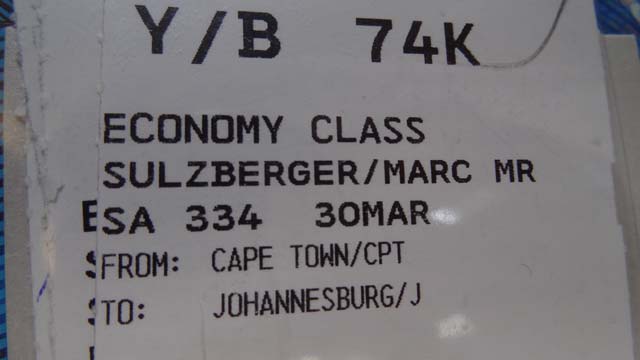 Y/B 74K
ECONOMY CLASS
SULZBERGER/MARC MR
SA 334 30MAR
FROM: CAPE TOWN/CPT
TO: JOHANNESBURG/J